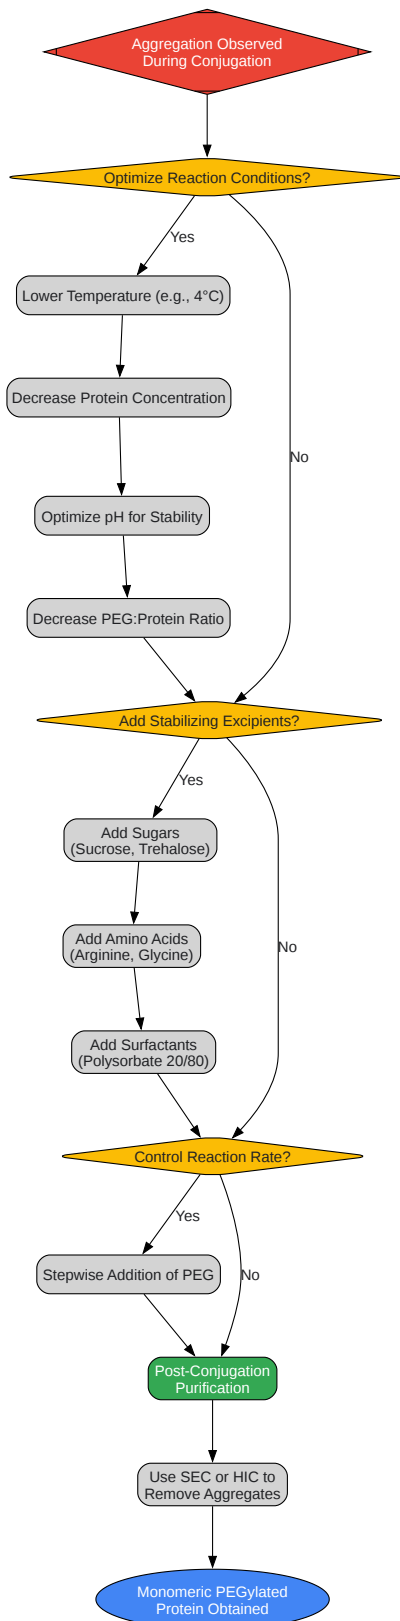 Aggregation Observed
During Conjugation
Optimize Reaction Conditions?
Yes
Lower Temperature (e.g., 4°C)
Decrease Protein Concentration
No
Optimize pH for Stability
Decrease PEG:Protein Ratio
Add Stabilizing Excipients?
Yes
Add Sugars
(Sucrose, Trehalose)
Add Amino Acids
(Arginine, Glycine)
No
Add Surfactants
(Polysorbate 20/80)
Control Reaction Rate?
Yes
Stepwise Addition of PEG
No
Post-Conjugation
Purification
Use SEC or HIC to
Remove Aggregates
Monomeric PEGylated
Protein Obtained